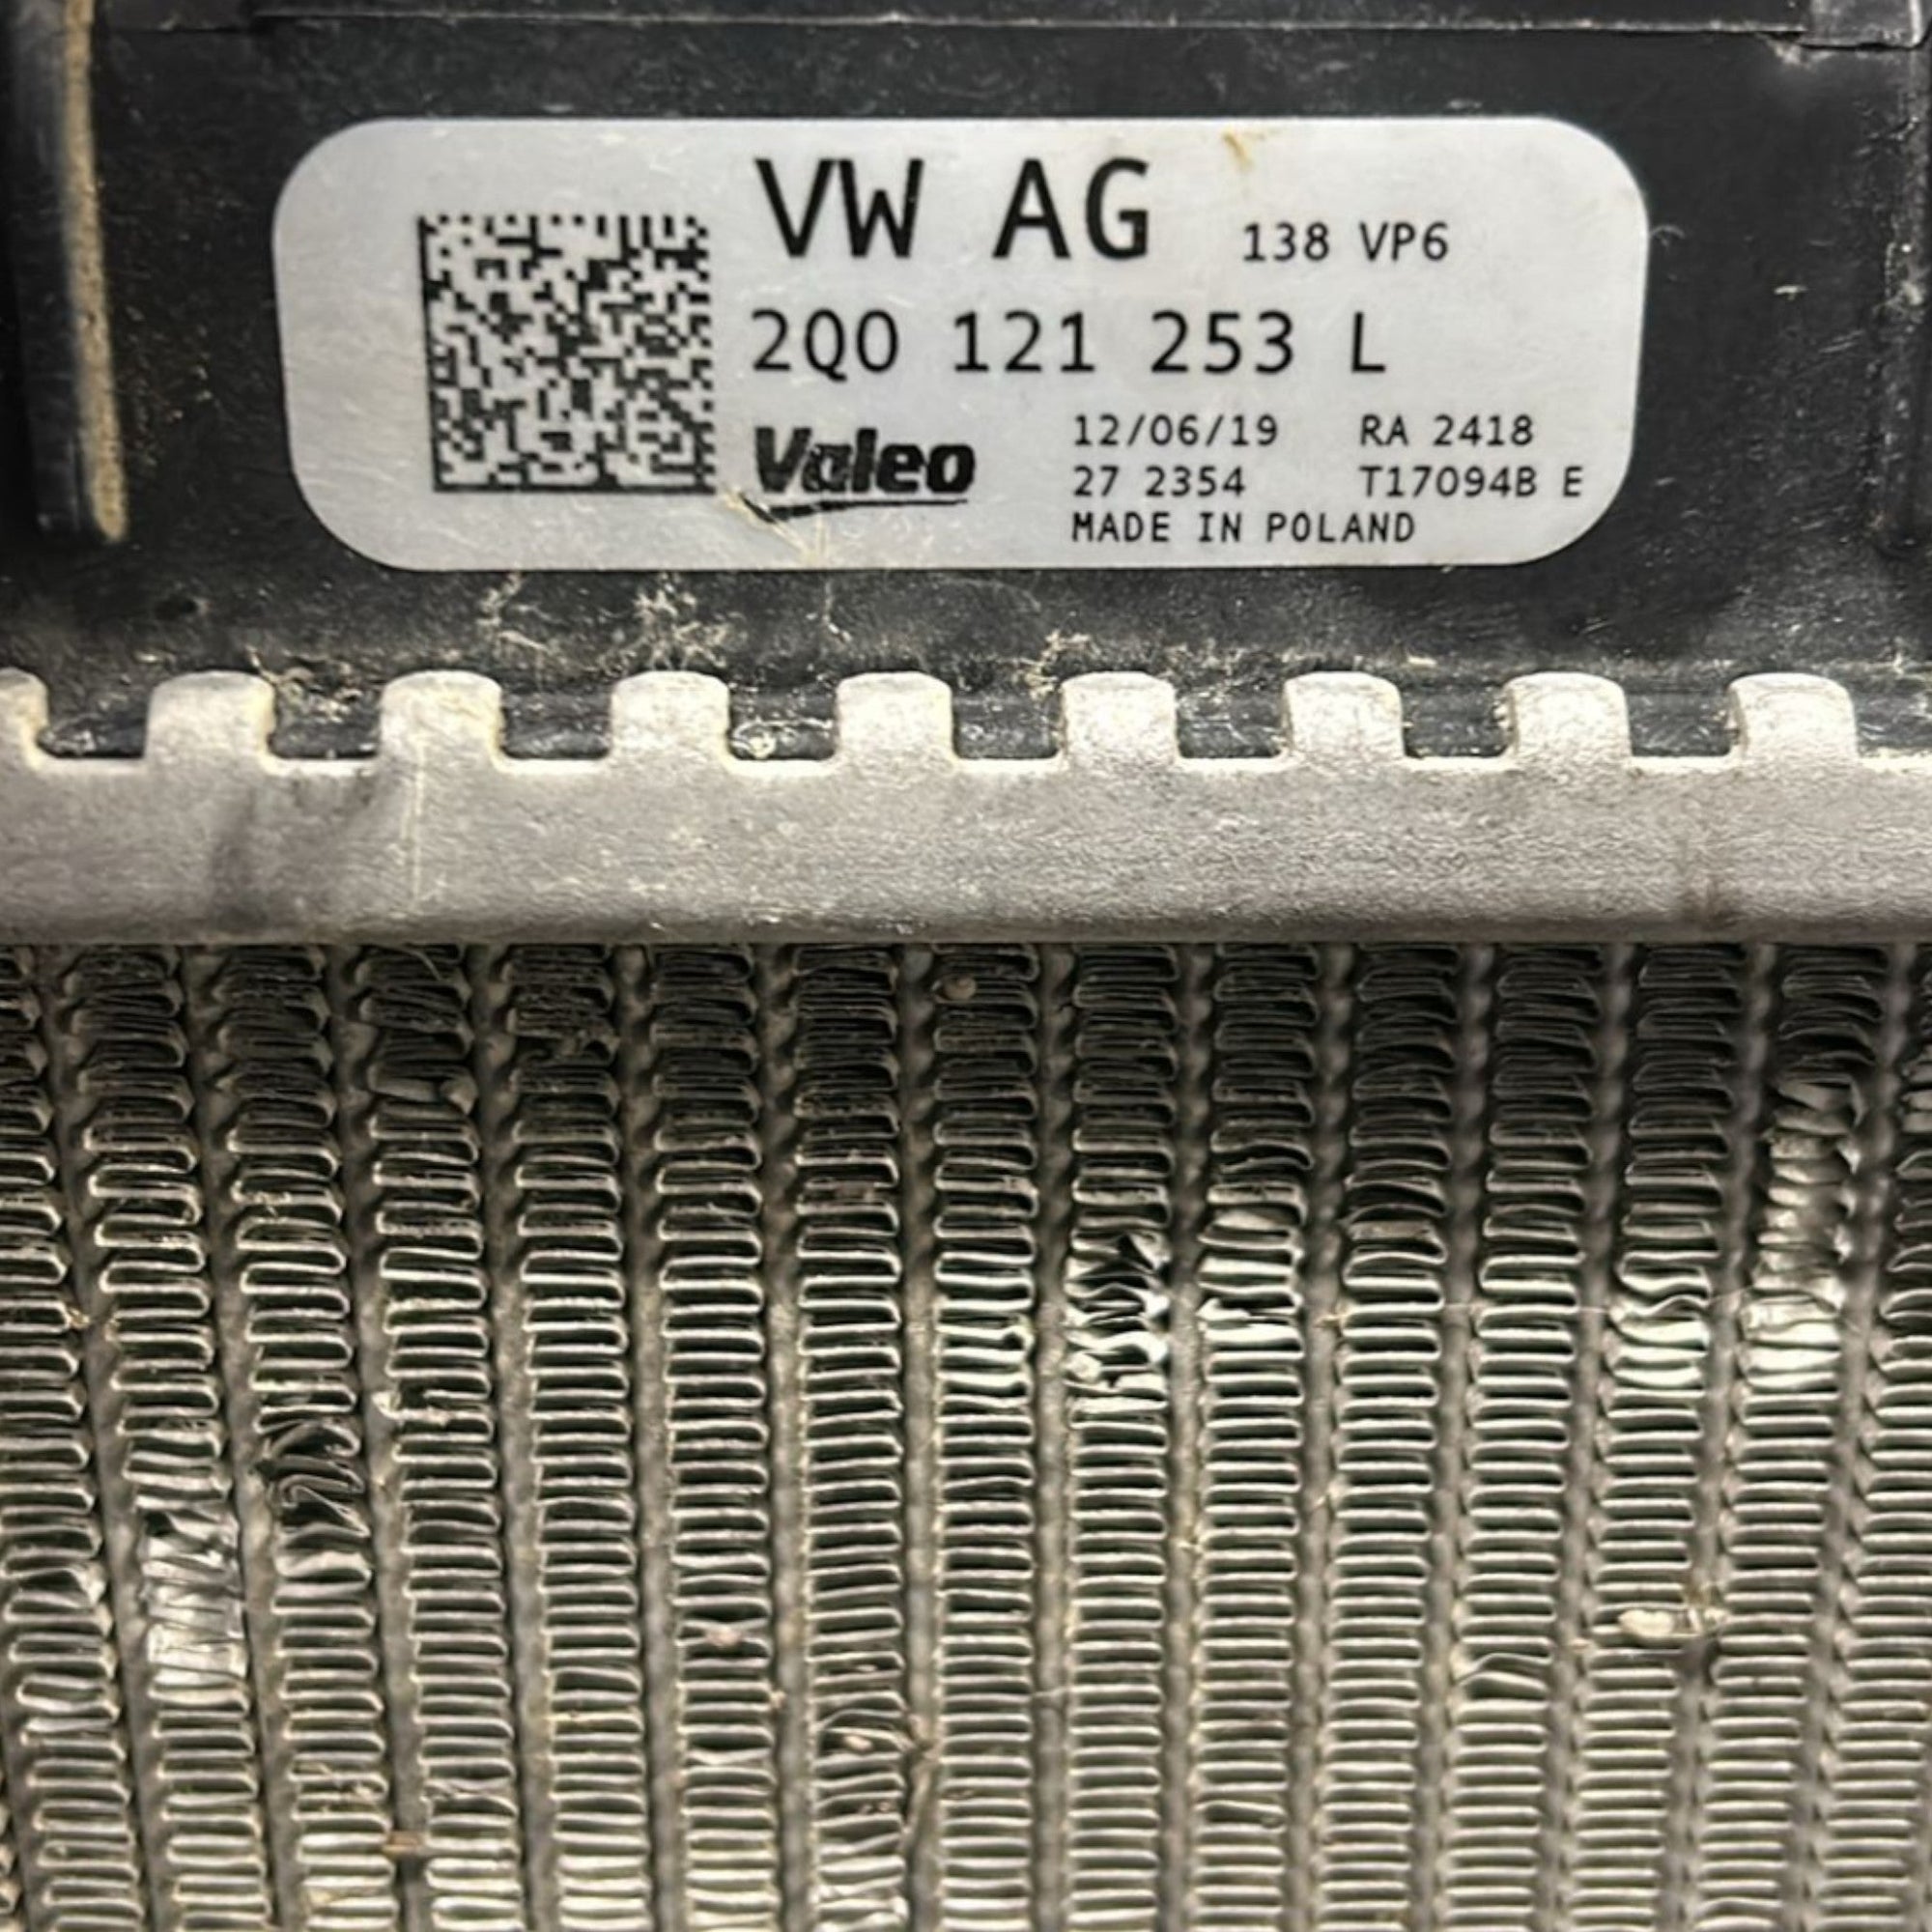 VW AG 138 VP6
2Q0 121 253 L
Valeo
12/06/19 RA 2418
27 2354 T17094B E
MADE IN POLAND